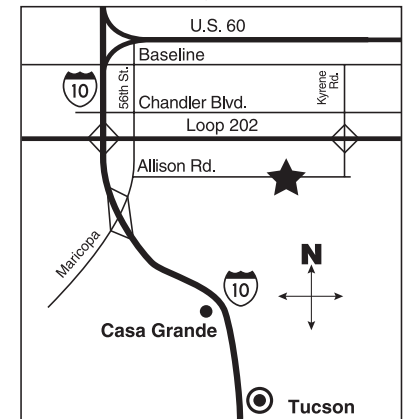 U.S. 60
Baseline
10
56th St.
Kyrene
Rd.
Chandler Blvd.
Loop 202
Allison Rd.
Maricopa
N
10
Casa Grande
Tucson